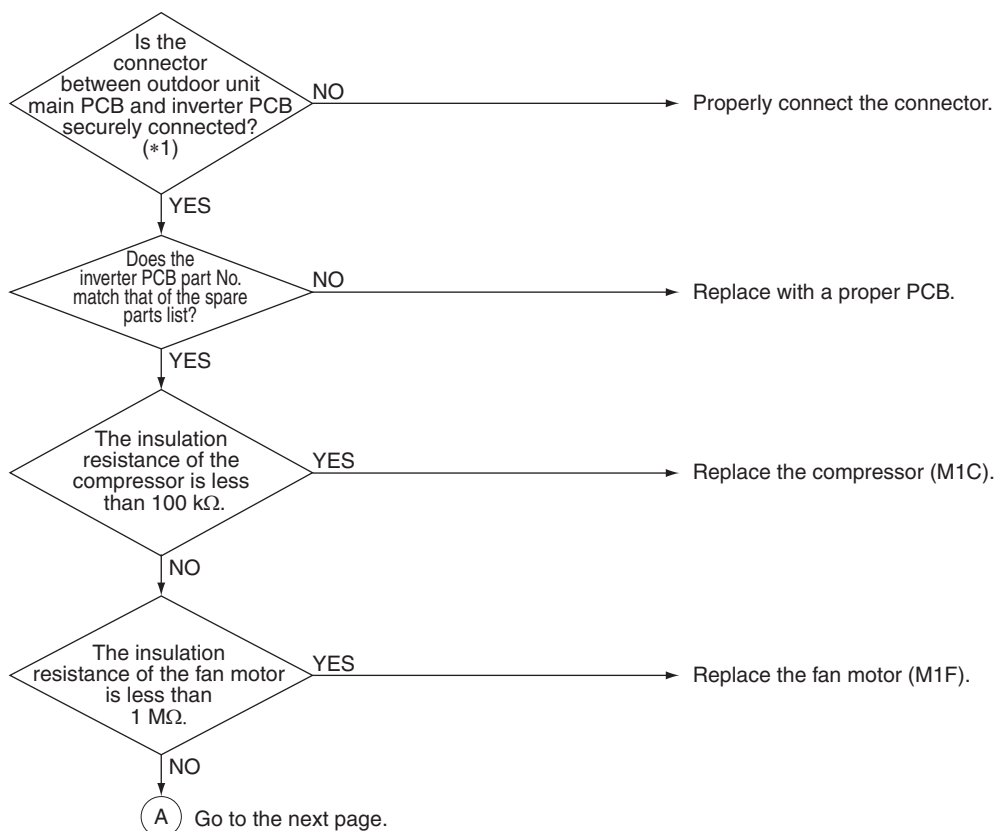 Is the
connector
between outdoor unit
main PCB and inverter PCB
securely connected?
(*1)
NO
Properly connect the connector.
YES
Does the
inverter PCB part No.
match that of the spare
parts list?
NO
Replace with a proper PCB.
YES
The insulation
resistance of the
compressor is less
than 100 kΩ.
YES
Replace the compressor (M1C).
NO
The insulation
resistance of the fan motor
is less than
1 MΩ.
YES
Replace the fan motor (M1F).
NO
A Go to the next page.